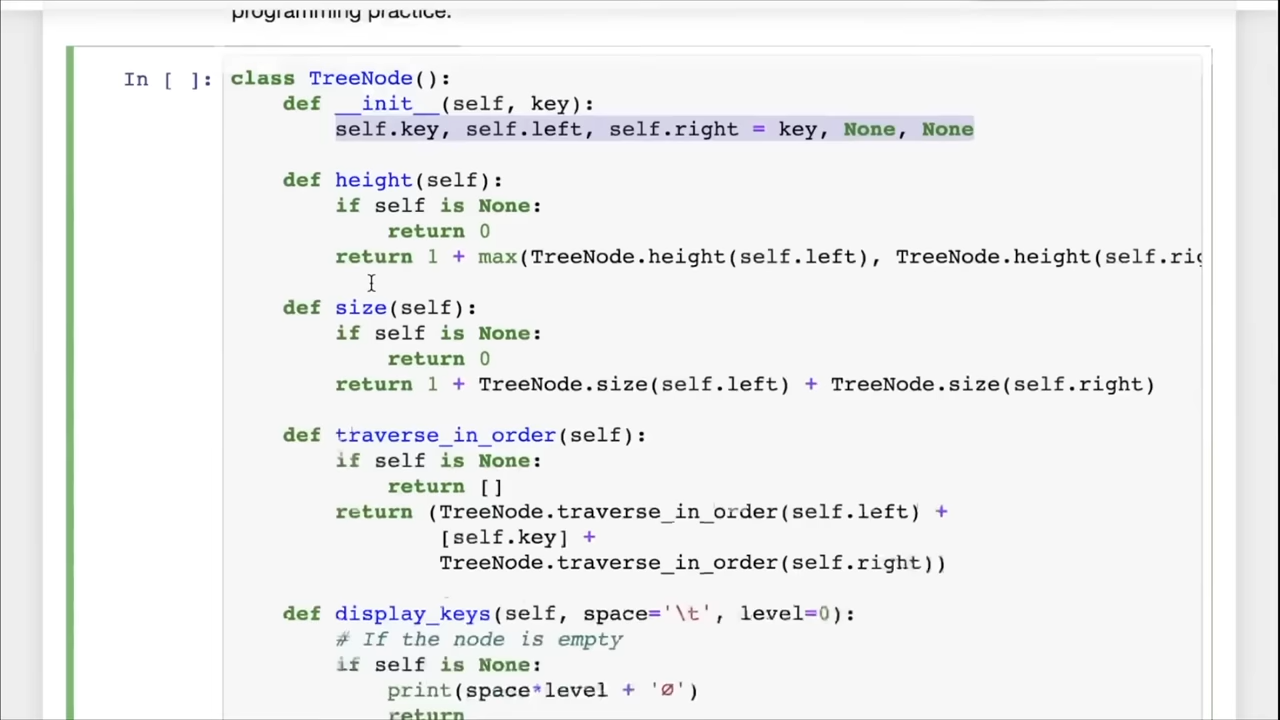 programming practice.
In [ ]: class TreeNode():
    def __init__(self, key):
        self.key, self.left, self.right = key, None, None
    def height(self):
        if self is None:
            return 0
        return 1 + max(TreeNode.height(self.left), TreeNode.height(self.rig
    def size(self):
        if self is None:
            return 0
        return 1 + TreeNode.size(self.left) + TreeNode.size(self.right)
    def traverse_in_order(self):
        if self is None:
            return []
        return (TreeNode.traverse_in_order(self.left) +
                [self.key] +
                TreeNode.traverse_in_order(self.right))
    def display_keys(self, space='\t', level=0):
        # If the node is empty
        if self is None:
            print(space*level + '∅')
            return